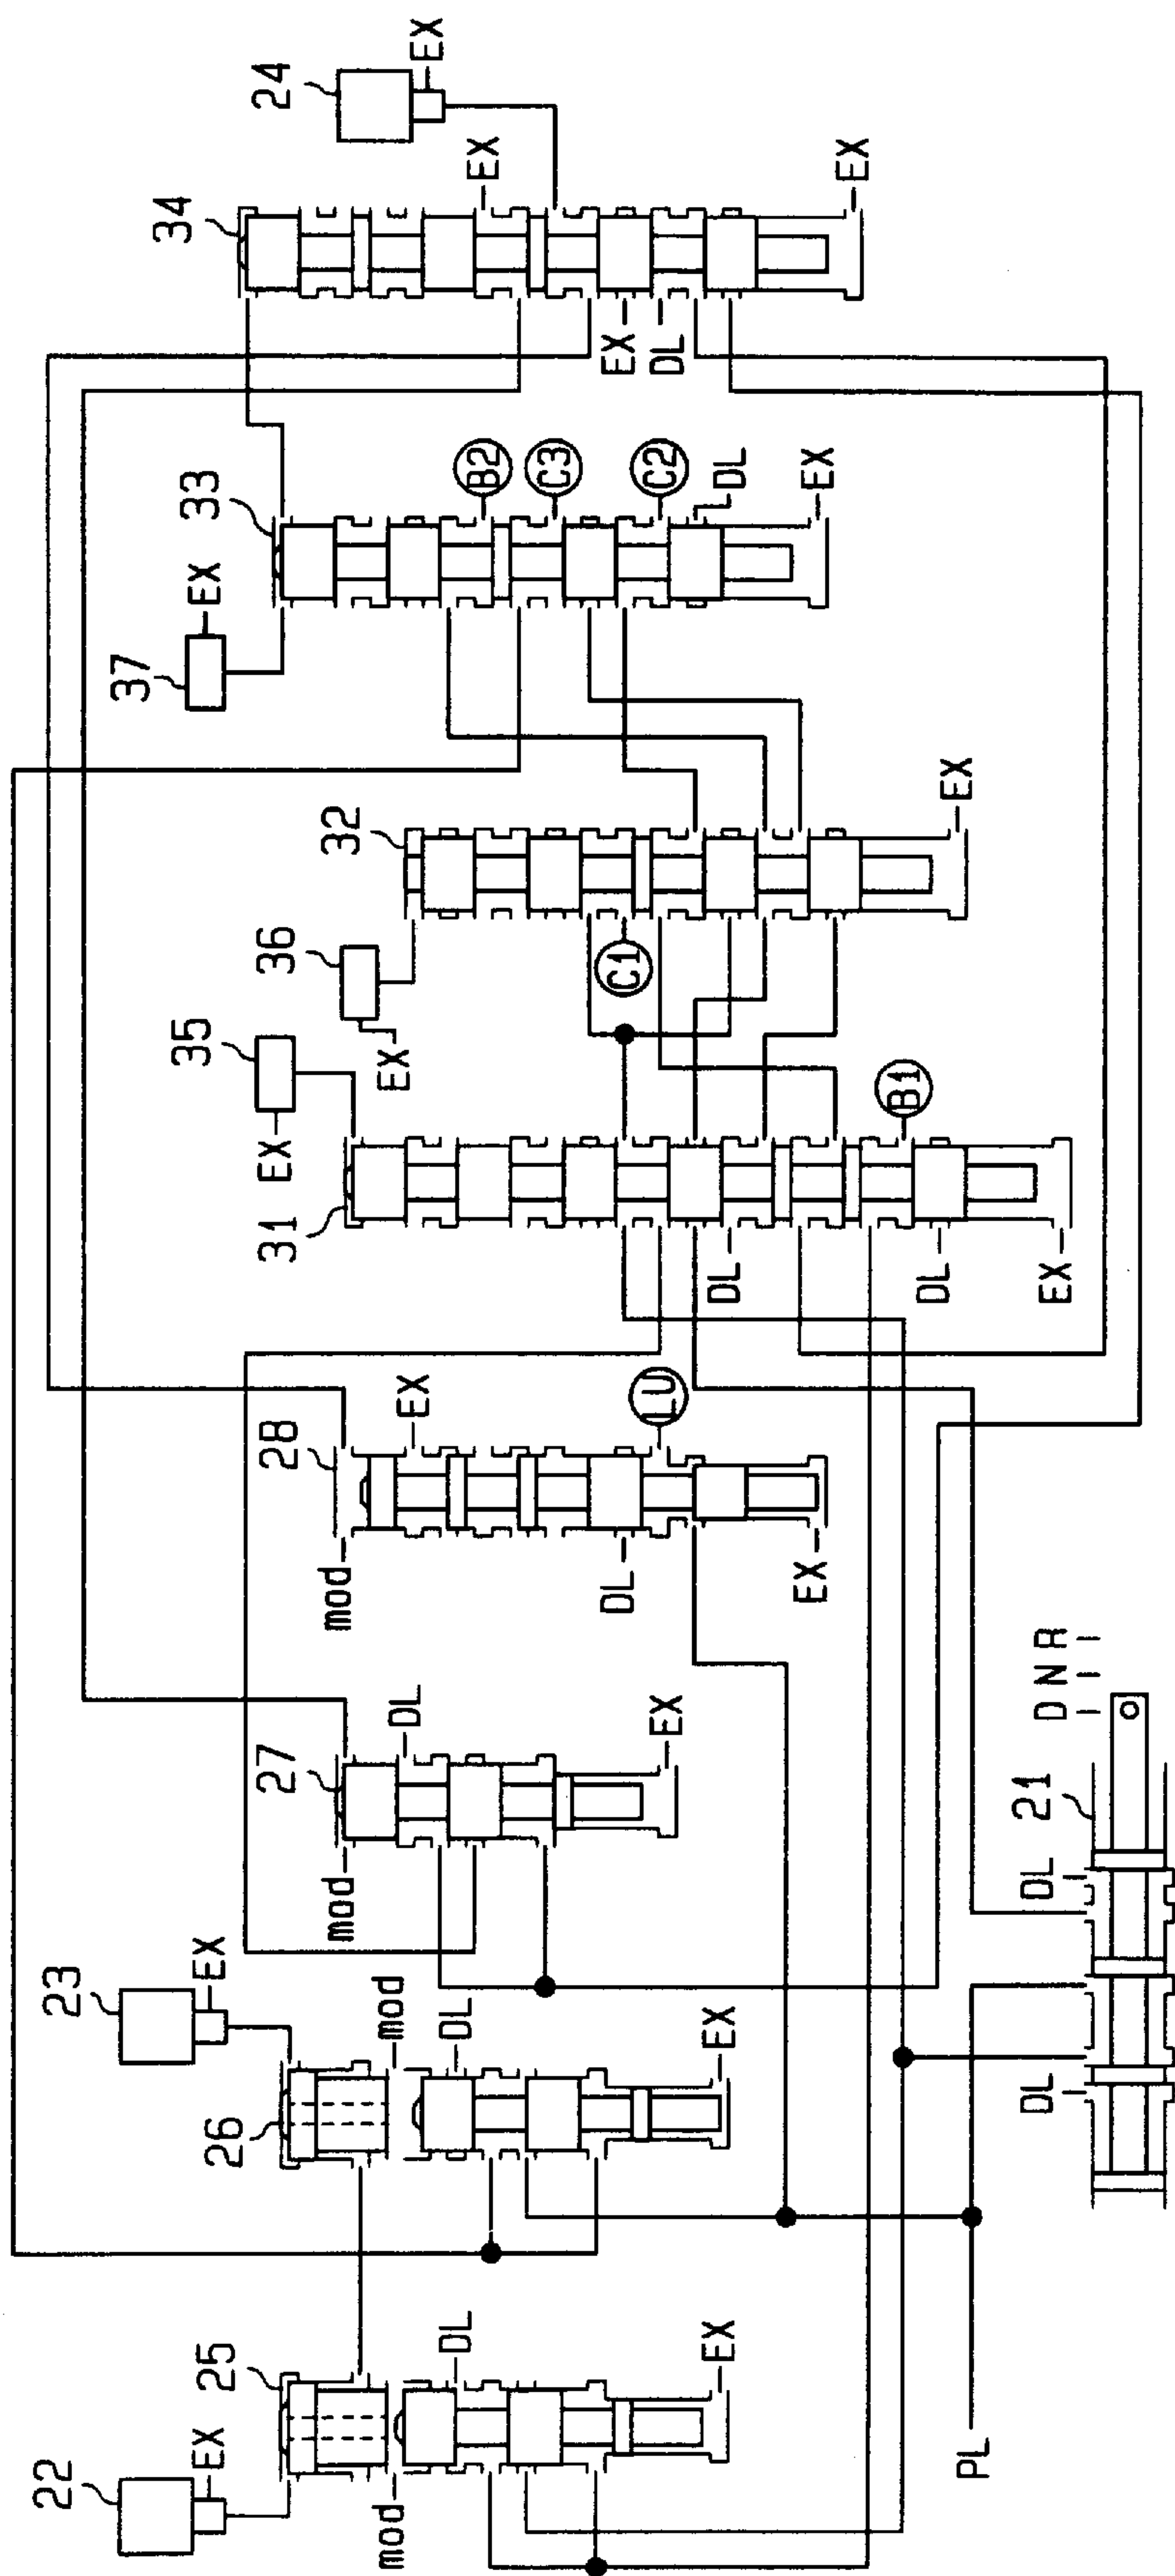 22
EX
25
mod
DL
EX
PL
26
23
EX
mod
DL
EX
27
mod
DL
EX
21
DL
DL
D N R
28
mod
EX
DL
LU
EX
31
35
EX
DL
DL
B1
EX
36
EX
32
C1
EX
37
EX
33
B2
C3
C2
DL
EX
34
24
EX
EX
EX
DL
EX